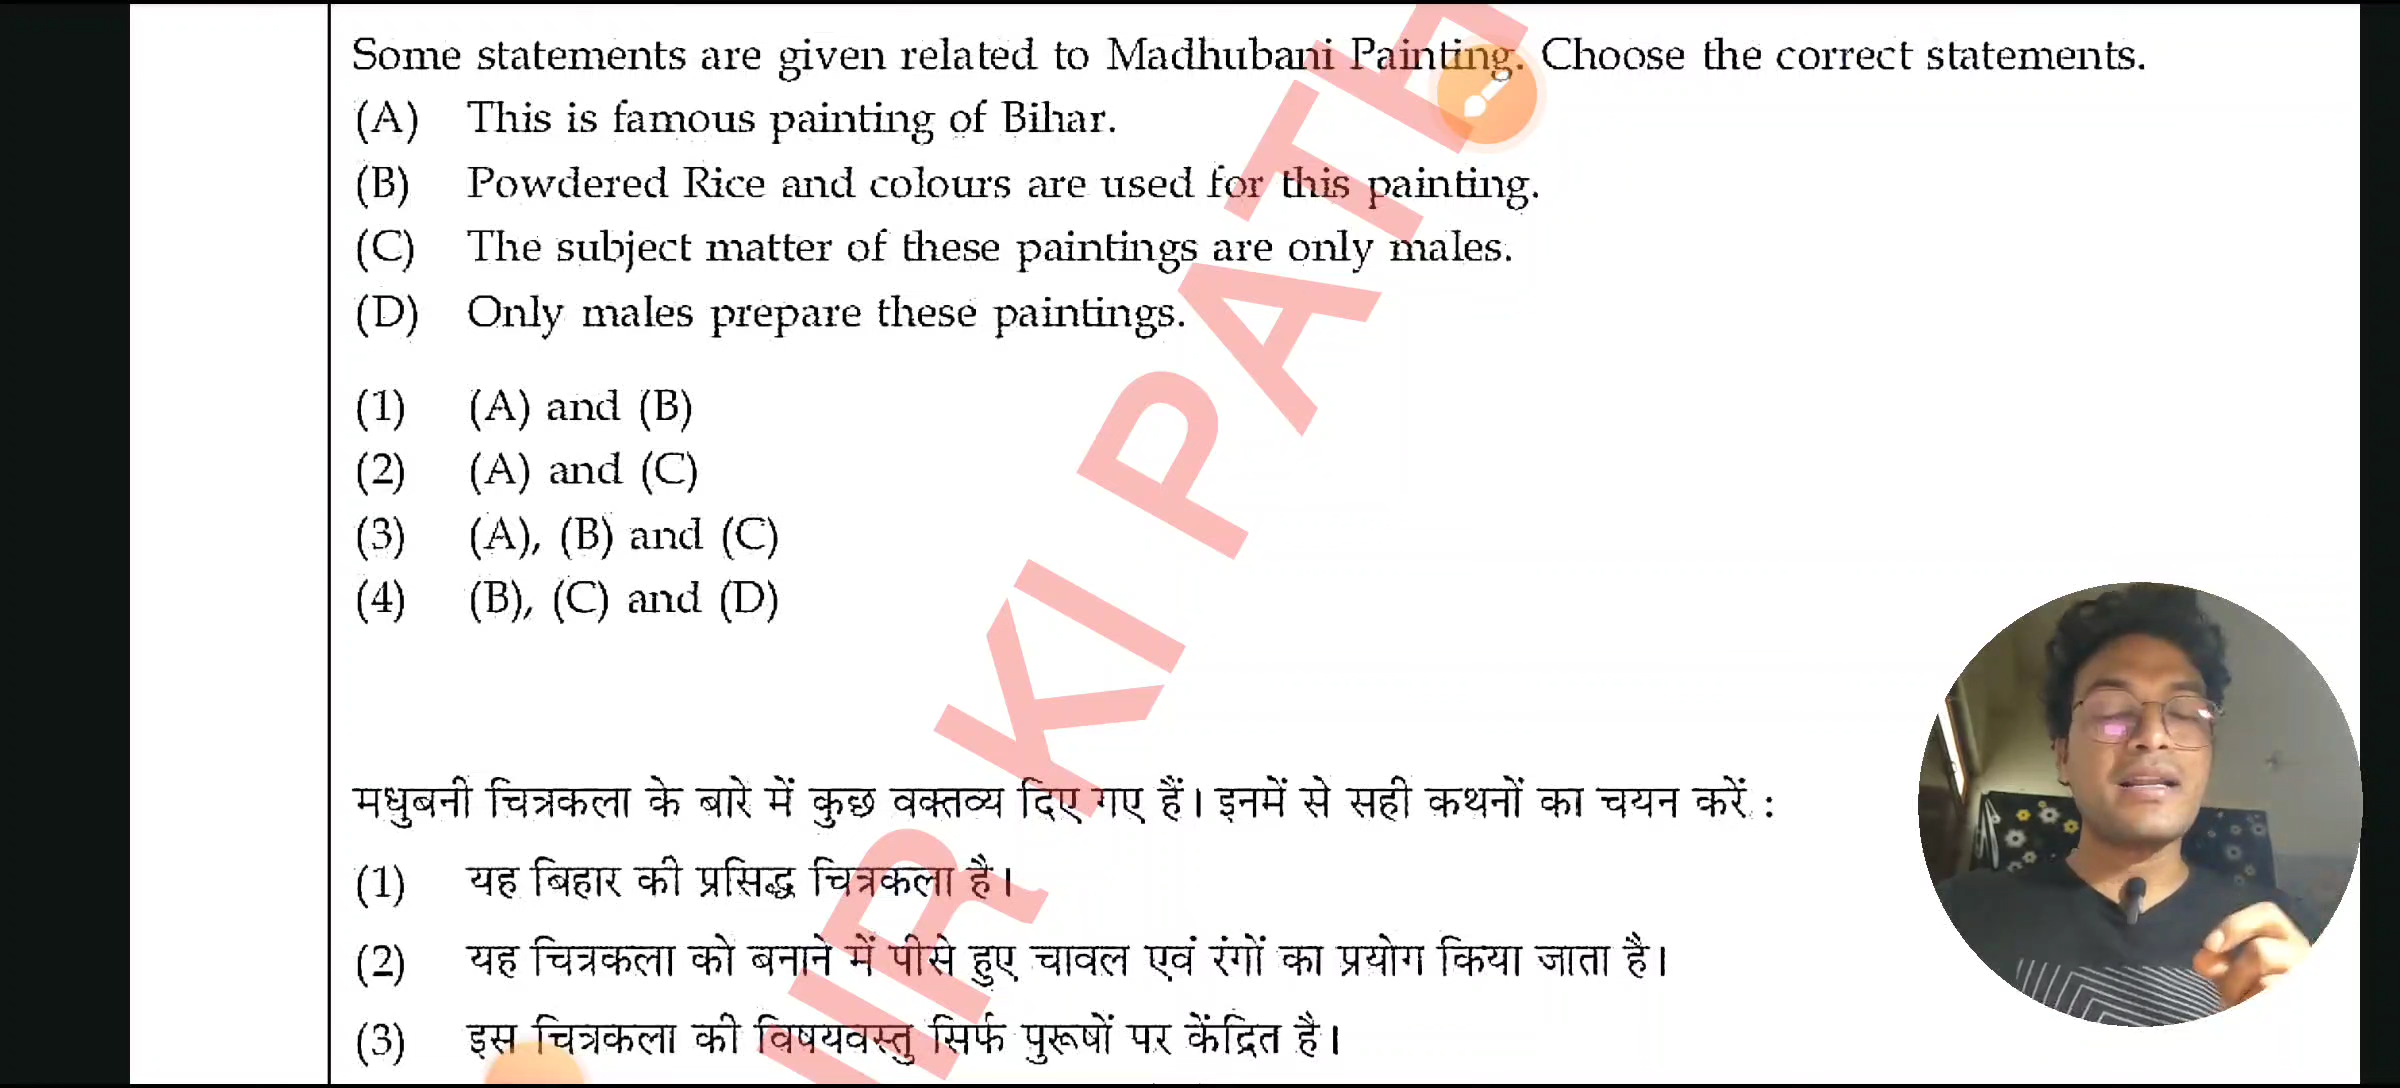 Some statements are given related to Madhubani Painting. Choose the correct statements.
(A) This is famous painting of Bihar.
(B) Powdered Rice and colours are used for this painting.
(C) The subject matter of these paintings are only males.
(D) Only males prepare these paintings.
(1) (A) and (B)
(2) (A) and (C)
(3) (A), (B) and (C)
(4) (B), (C) and (D)
मधुबनी चित्रकला के बारे में कुछ वक्तव्य दिए गए हैं। इनमें से सही कथनों का चयन करें :
(1) यह बिहार की प्रसिद्ध चित्रकला है।
(2) यह चित्रकला को बनाने में पीसे हुए चावल एवं रंगों का प्रयोग किया जाता है।
(3) इस चित्रकला की विषयवस्तु सिर्फ पुरूषों पर केंद्रित है।
KI